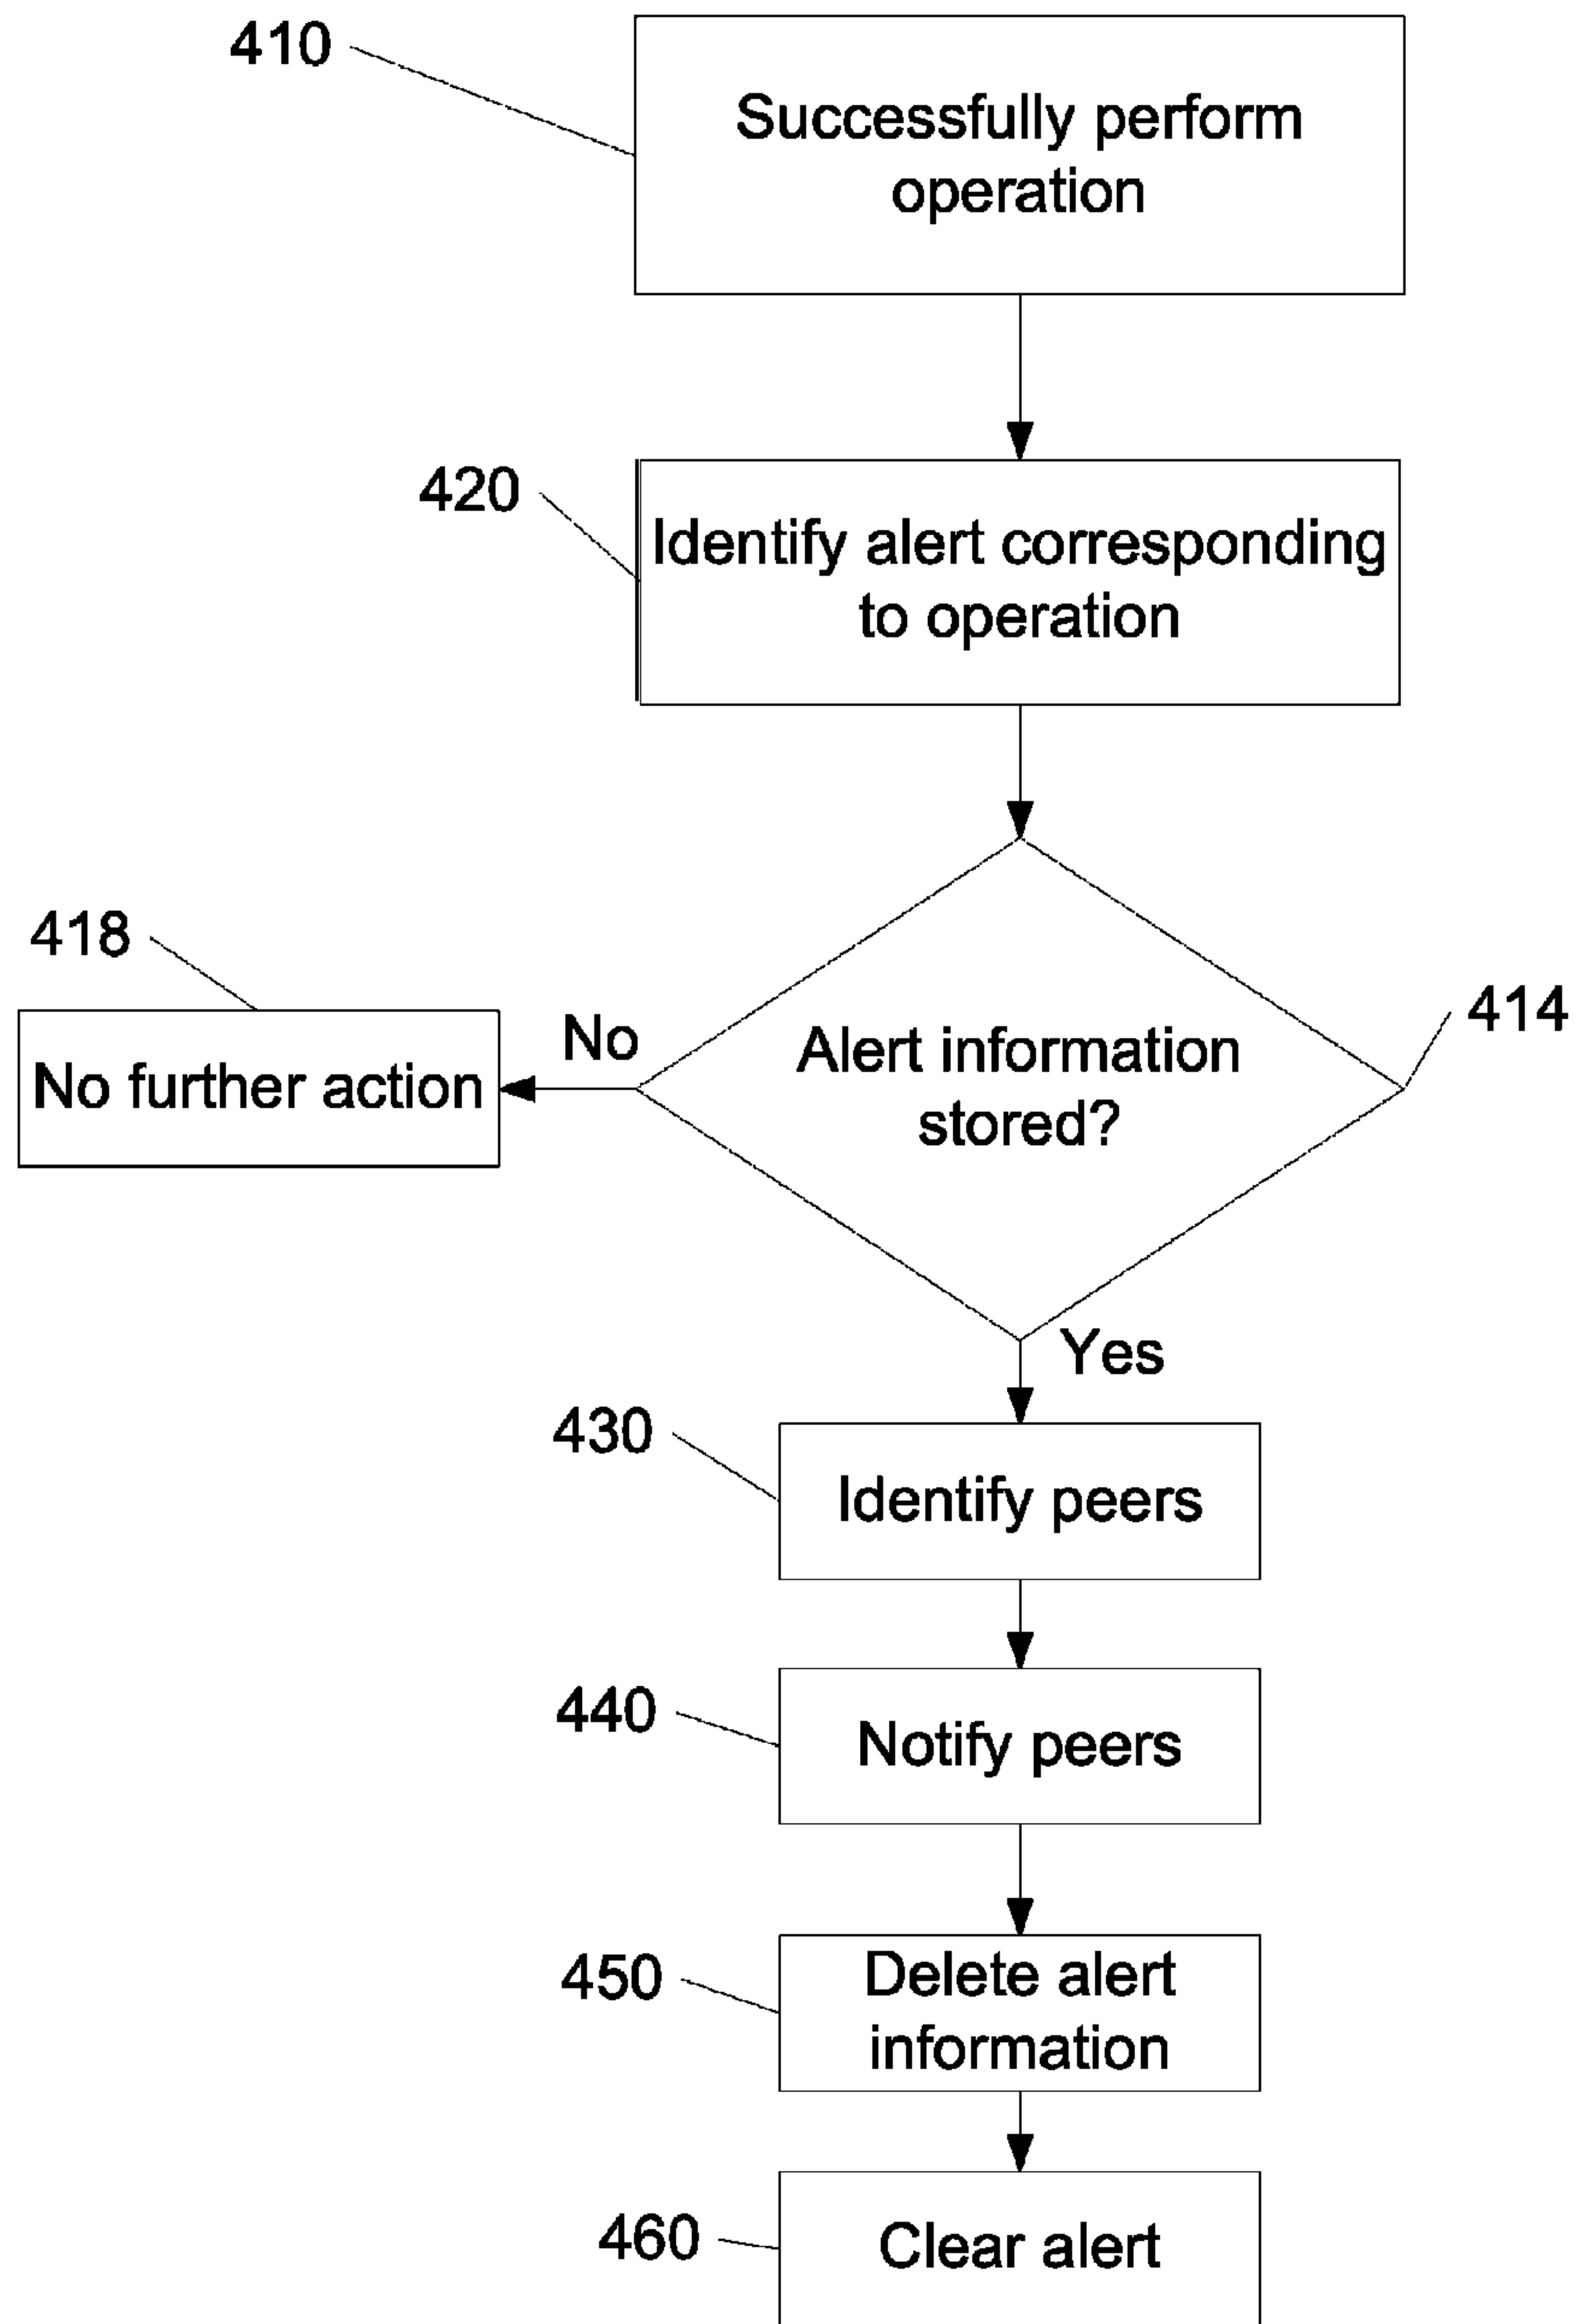 410
Successfully perform
operation
420
Identify alert corresponding
to operation
418
414
No
Alert information
stored?
No further action
Yes
430
Identify peers
440
Notify peers
450
Delete alert
information
460
Clear alert